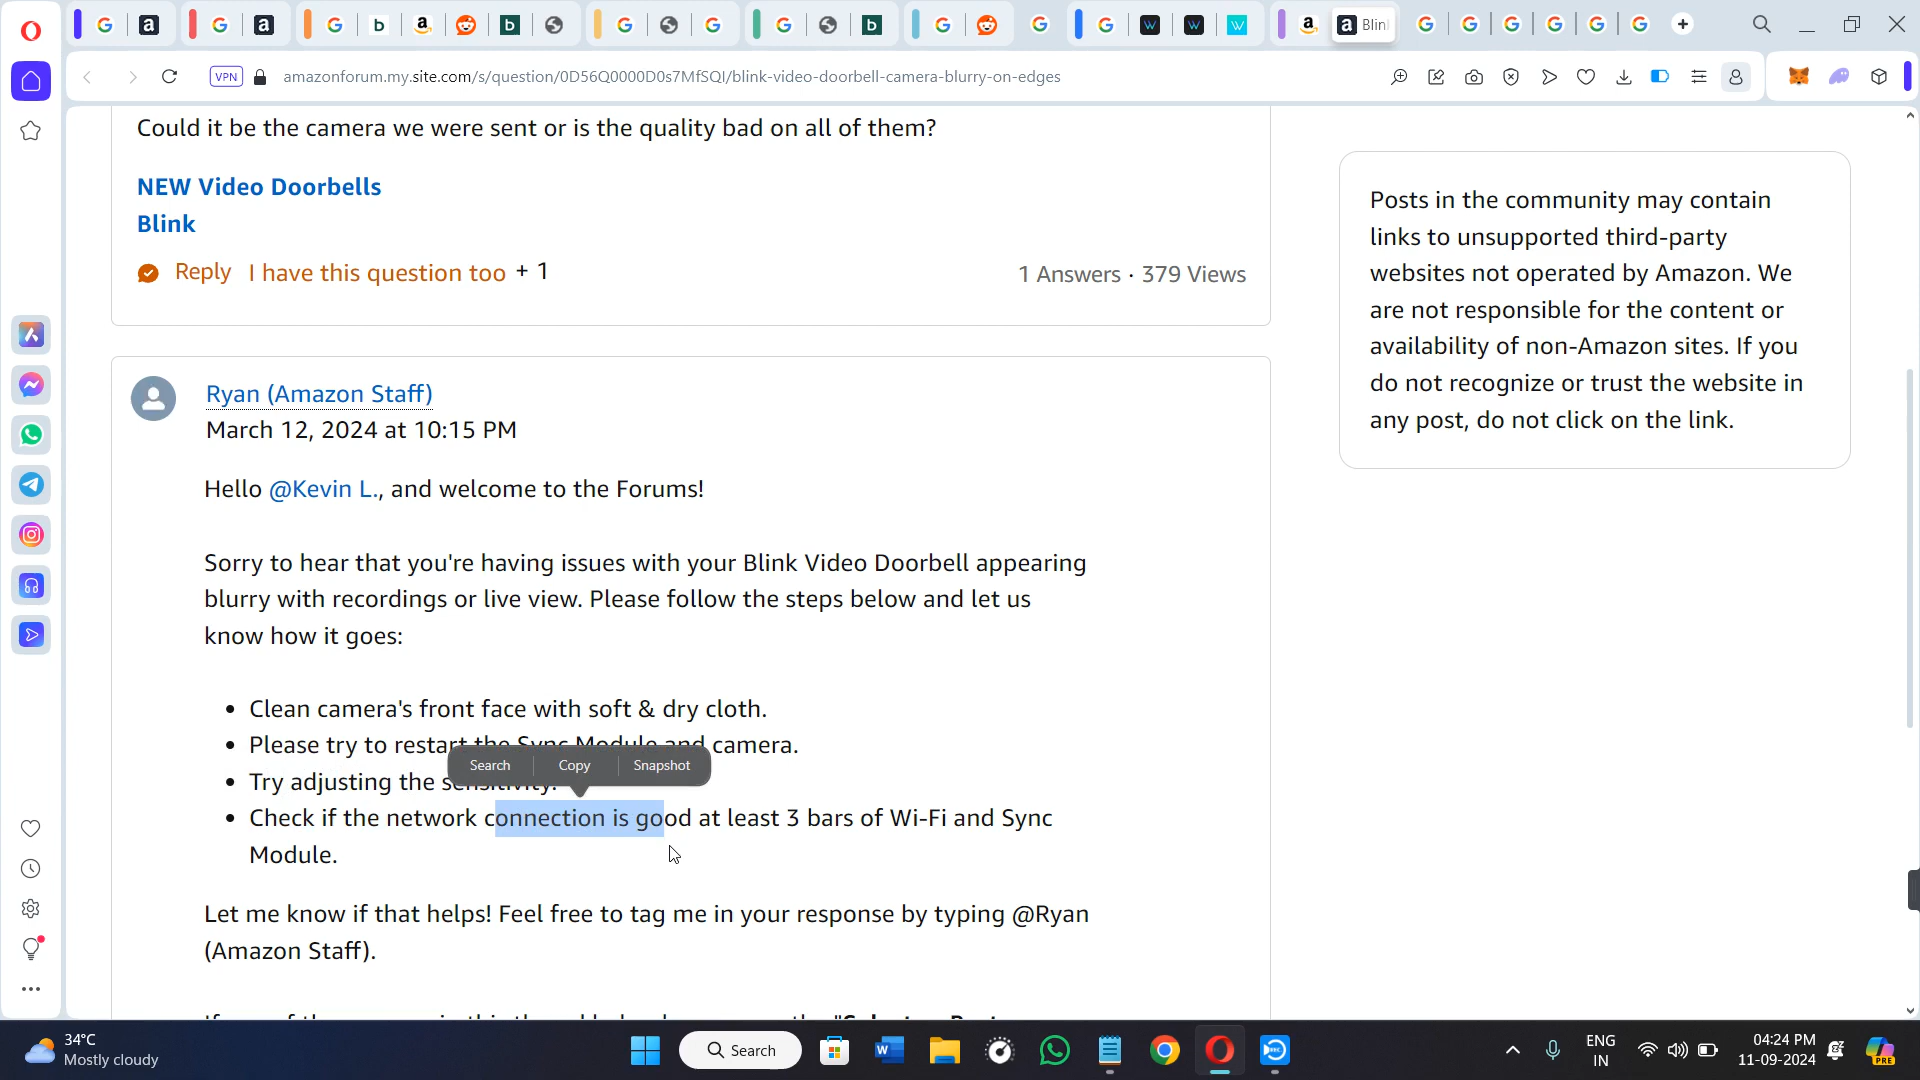 Blin
VPN
amazonforum.my.site.com/s/question/0D56Q0000D0s7MfSQI/blink-video-doorbell-camera-blurry-on-edges
Could it be the camera we were sent or is the quality bad on all of them?
NEW Video Doorbells
Blink
Reply I have this question too + 1
1 Answers · 379 Views
Posts in the community may contain
links to unsupported third-party
websites not operated by Amazon. We
are not responsible for the content or
availability of non-Amazon sites. If you
do not recognize or trust the website in
any post, do not click on the link.
Ryan (Amazon Staff)
March 12, 2024 at 10:15 PM
Hello @Kevin L., and welcome to the Forums!
Sorry to hear that you're having issues with your Blink Video Doorbell appearing
blurry with recordings or live view. Please follow the steps below and let us
know how it goes:
• Clean camera's front face with soft & dry cloth.
• Please try to restart the Sync Module and camera.
Search Copy Snapshot
• Try adjusting the sensitivity.
• Check if the network connection is good at least 3 bars of Wi-Fi and Sync
Module.
Let me know if that helps! Feel free to tag me in your response by typing @Ryan
(Amazon Staff).
34°C
Mostly cloudy
Search
ENG
IN
04:24 PM
11-09-2024
PRE